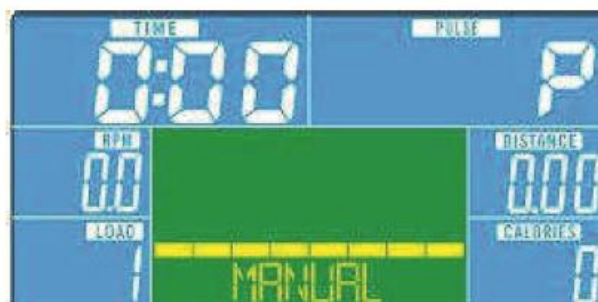 TIME
PULSE
0:00
P
RPM
0.0
DISTANCE
0.00
LOAD
1
CALORIES
0
MANUAL